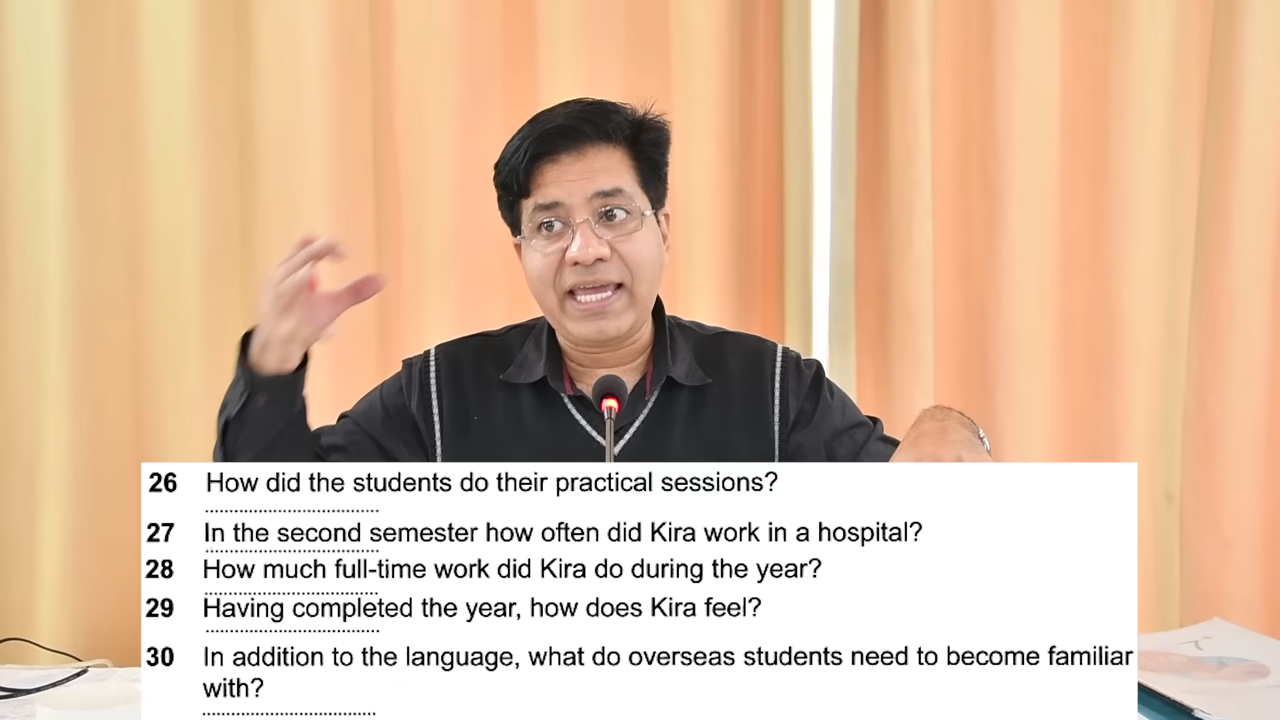 26 How did the students do their practical sessions?
....................................
27 In the second semester how often did Kira work in a hospital?
....................................
28 How much full-time work did Kira do during the year?
....................................
29 Having completed the year, how does Kira feel?
....................................
30 In addition to the language, what do overseas students need to become familiar
with?
....................................